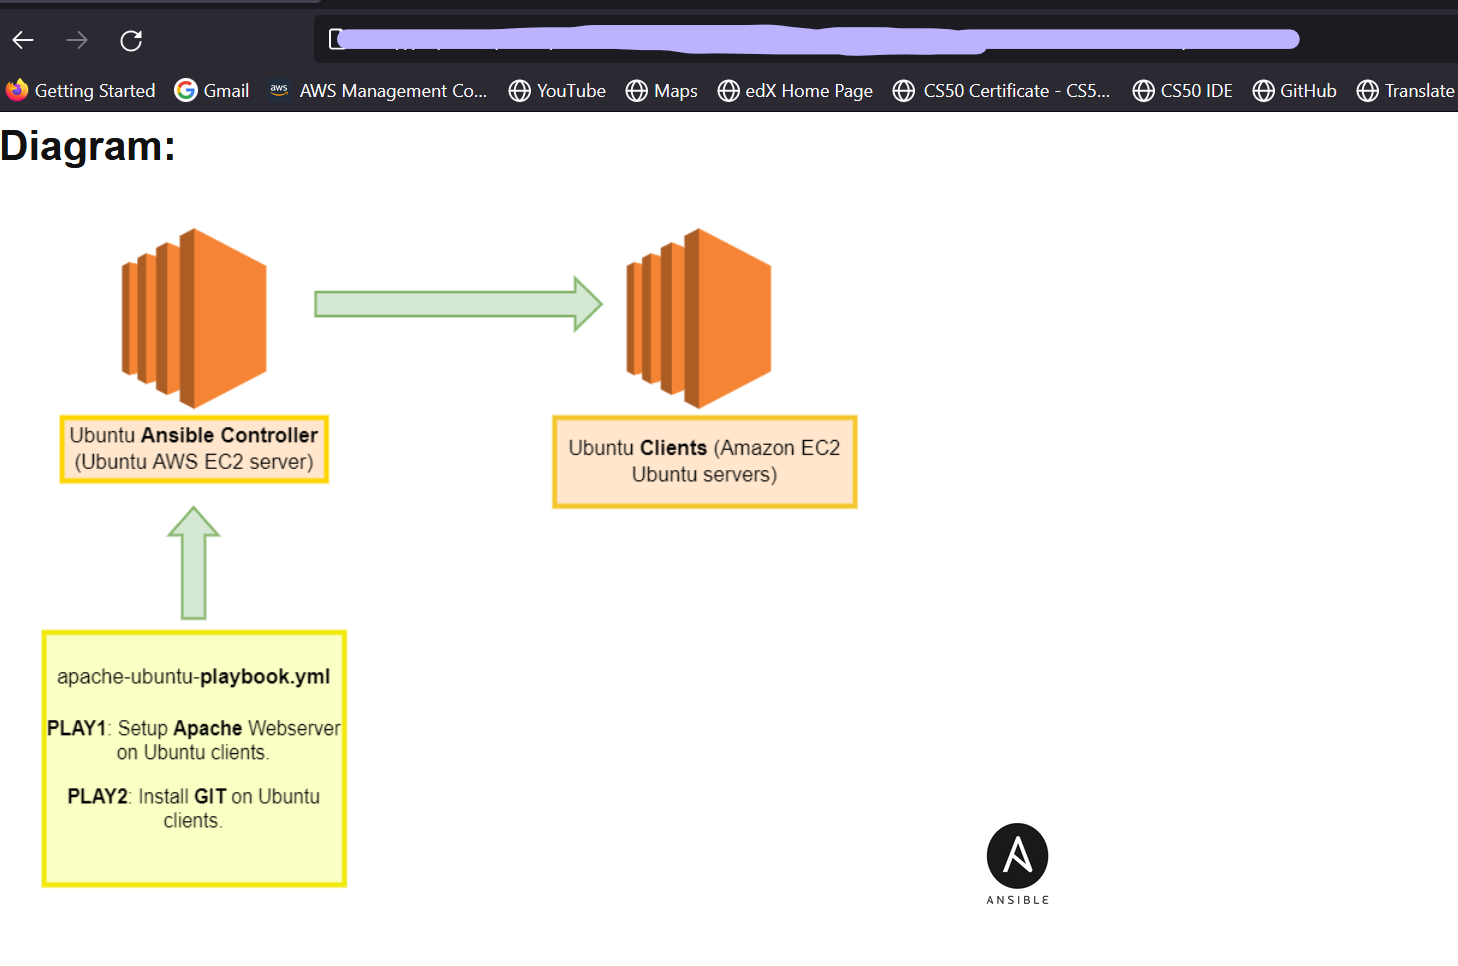 Getting Started Gmail aws AWS Management Co... YouTube Maps edX Home Page CS50 Certificate - CS5... CS50 IDE GitHub Translate
Diagram:
Ubuntu Ansible Controller
(Ubuntu AWS EC2 server)
Ubuntu Clients (Amazon EC2
Ubuntu servers)
apache-ubuntu-playbook.yml
PLAY1: Setup Apache Webserver
on Ubuntu clients.
PLAY2: Install GIT on Ubuntu
clients.
A
ANSIBLE